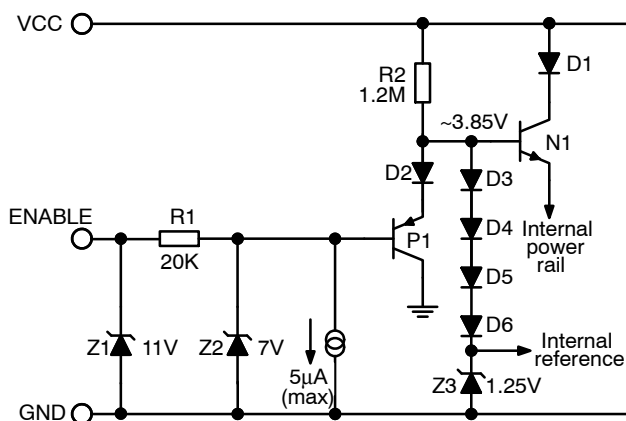 VCC
D1
R2
1.2M
~3.85V
N1
D2
D3
ENABLE
R1
20K
P1
D4
Internal
power
rail
D5
D6
Z1
11V
Z2
7V
5µA
(max)
Internal
reference
Z3
1.25V
GND